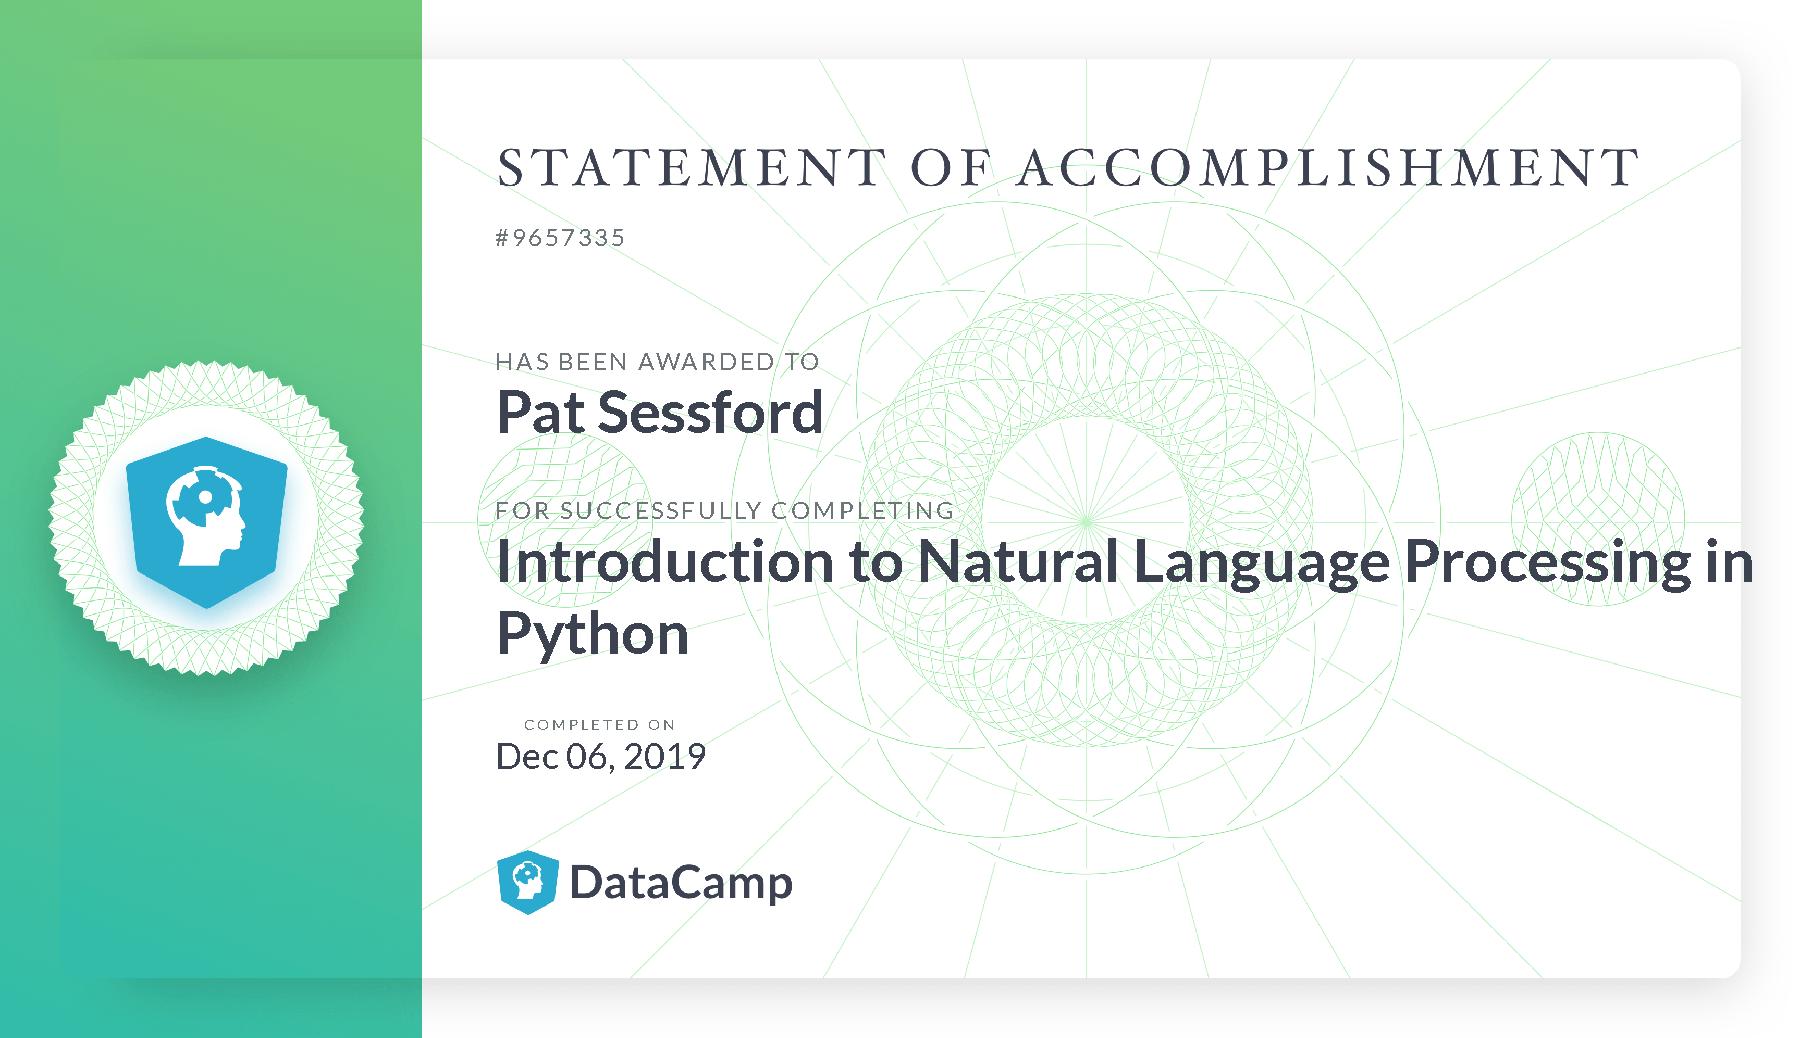 STATEMENT OF ACCOMPLISHMENT
#9657335
HAS BEEN AWARDED TO
Pat Sessford
FOR SUCCESSFULLY COMPLETING
Introduction to Natural Language Processing in
Python
COMPLETED ON
Dec 06, 2019
DataCamp